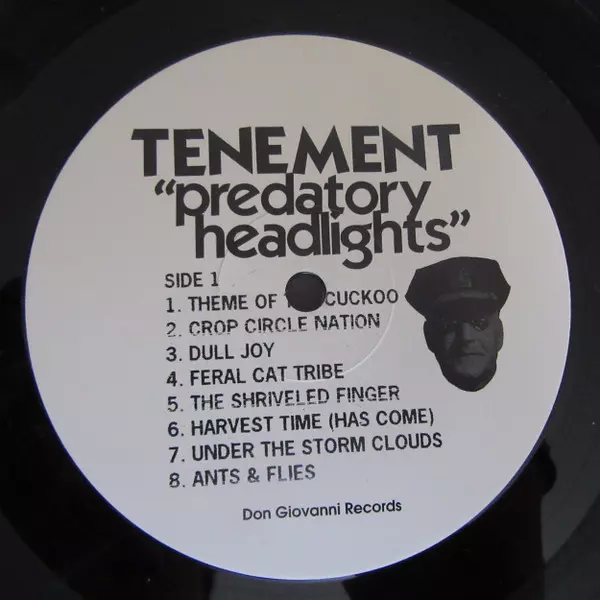 TENEMENT
“predatory
headlights”
SIDE 1
1. THEME OF CUCKOO
2. CROP CIRCLE NATION
3. DULL JOY
4. FERAL CAT TRIBE
5. THE SHRIVELED FINGER
6. HARVEST TIME (HAS COME)
7. UNDER THE STORM CLOUDS
8. ANTS & FLIES
Don Giovanni Records